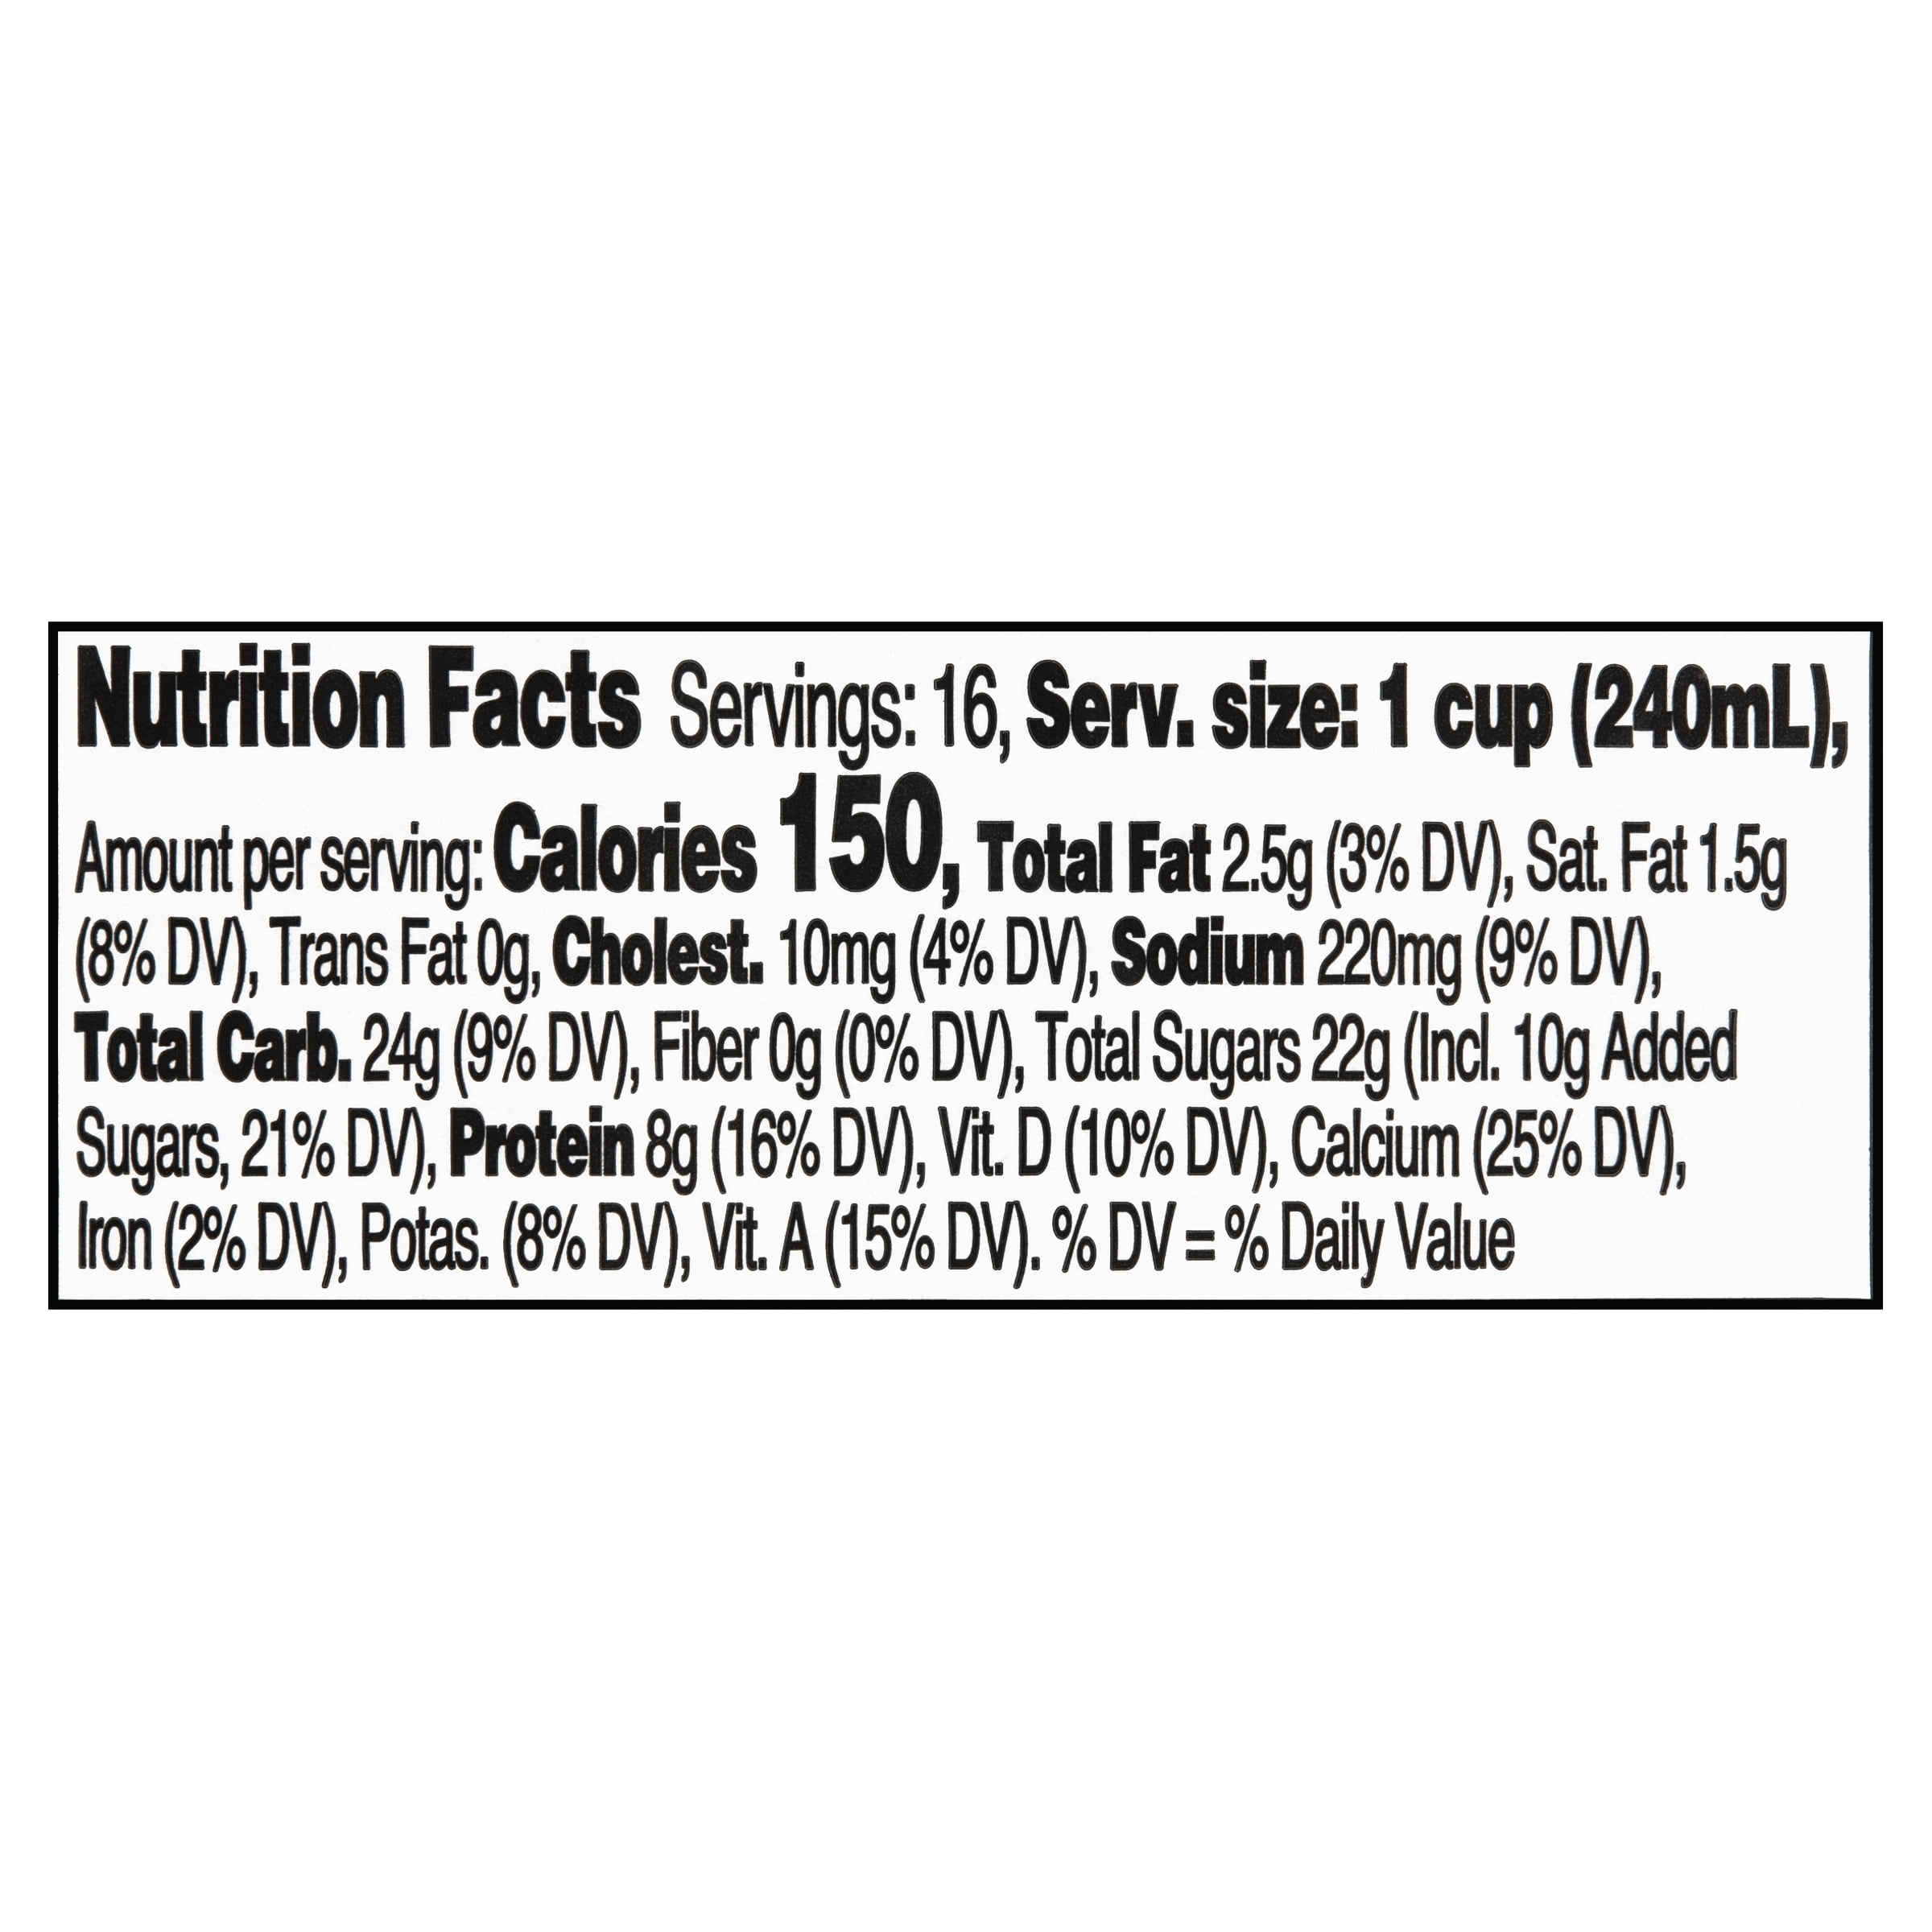 Nutrition Facts Servings: 16, Serv. size: 1 cup (240mL),
Amount per serving: Calories 150, Total Fat 2.5g (3% DV), Sat. Fat 1.5g
(8% DV), Trans Fat 0g, Cholest. 10mg (4% DV), Sodium 220mg (9% DV),
Total Carb. 24g (9% DV), Fiber 0g (0% DV), Total Sugars 22g (Incl. 10g Added
Sugars, 21% DV), Protein 8g (16% DV), Vit. D (10% DV), Calcium (25% DV),
Iron (2% DV), Potas. (8% DV), Vit. A (15% DV). % DV = % Daily Value